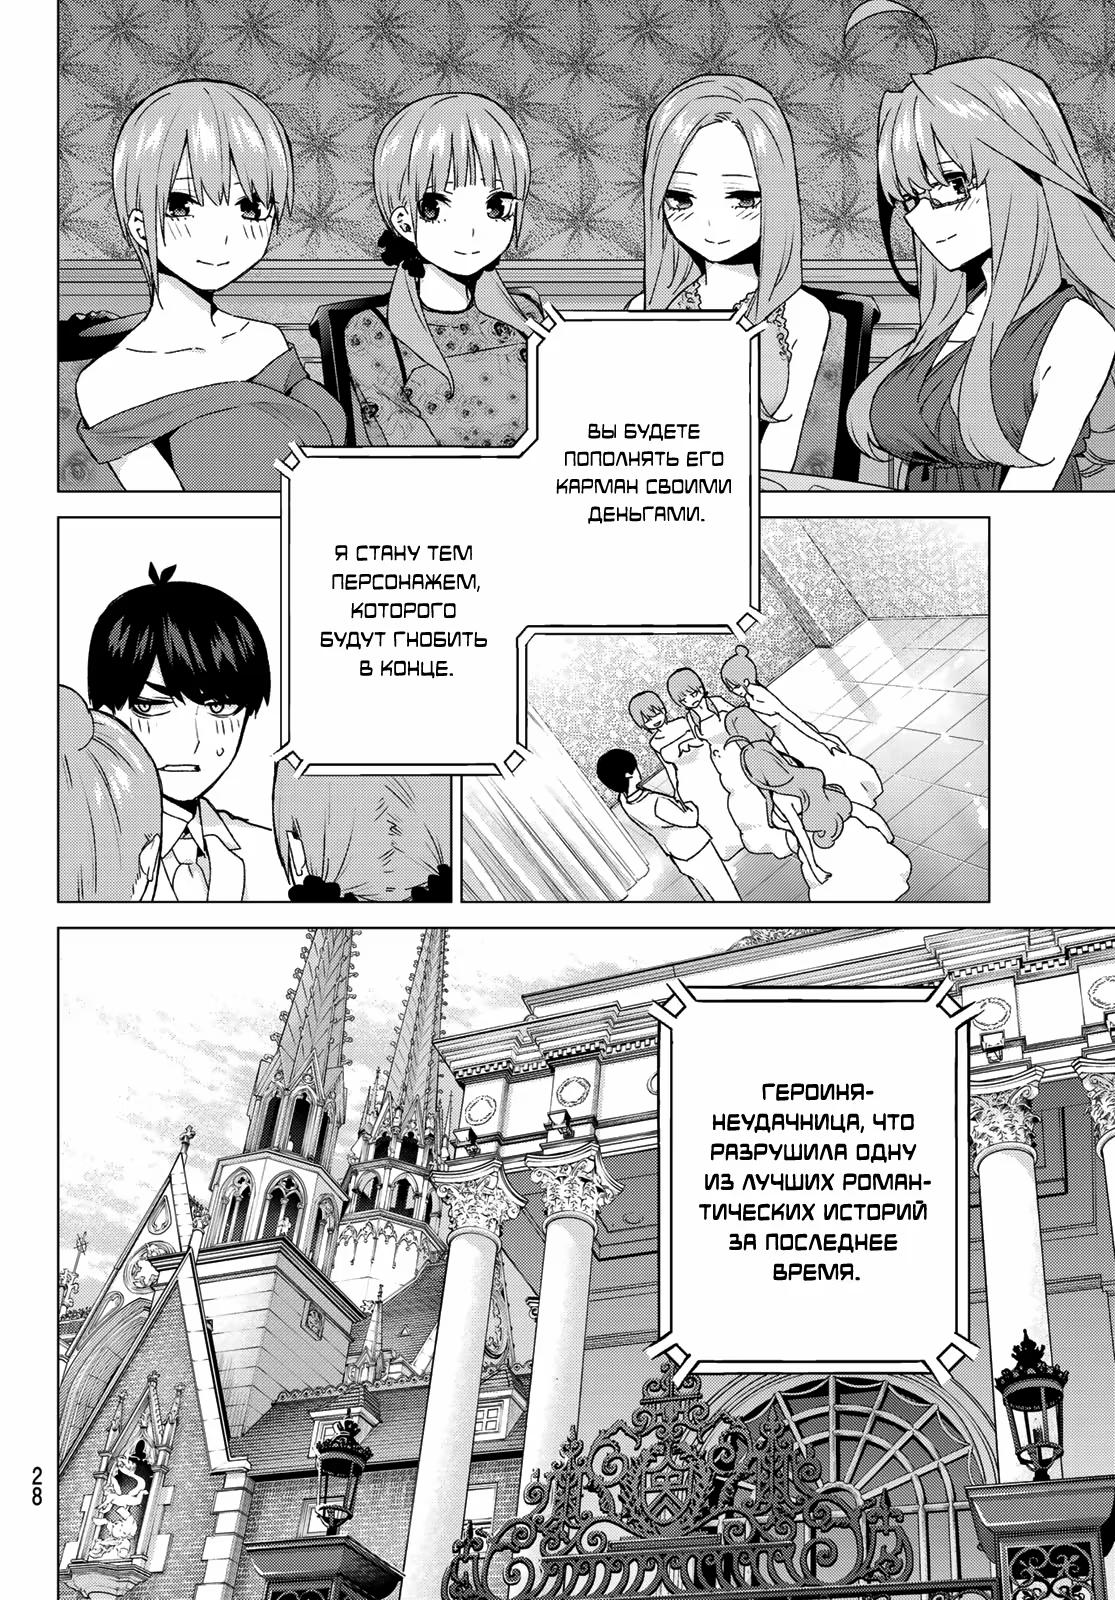 ВЫ БУДЕТЕ
ПОПОЛНЯТЬ ЕГО
КАРМАН СВОИМИ
ДЕНЬГАМИ.
Я СТАНУ ТЕМ
ПЕРСОНАЖЕМ,
КОТОРОГО
БУДУТ ГНОБИТЬ
В КОНЦЕ.
ГЕРОИНЯ-
НЕУДАЧНИЦА, ЧТО
РАЗРУШИЛА ОДНУ
ИЗ ЛУЧШИХ РОМАН-
ТИЧЕСКИХ ИСТОРИЙ
ЗА ПОСЛЕДНЕЕ
ВРЕМЯ.
28